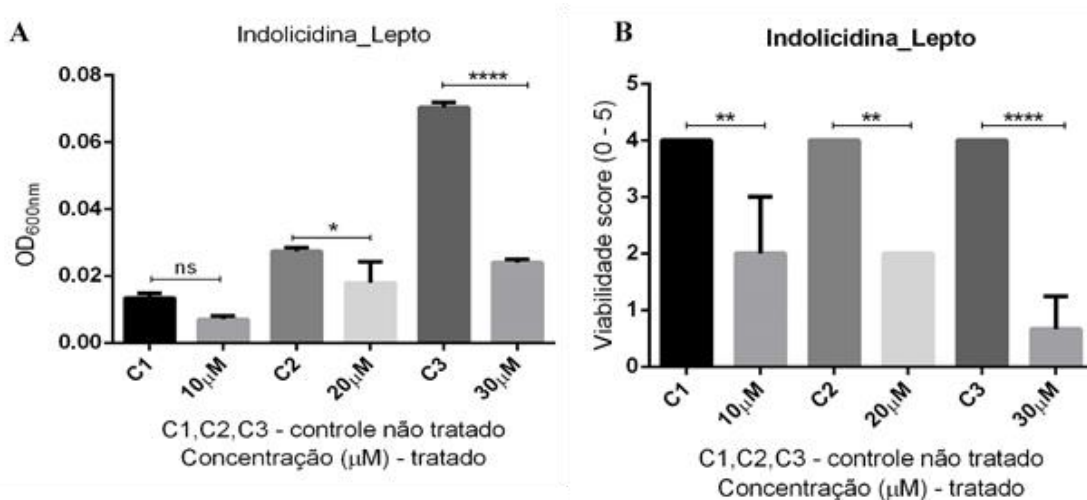 A
Indolicidina_Lepto
OD600nm
0.08
0.06
0.04
0.02
0.00
ns
*
****
C1
10μM
C2
20μM
C3
30μM
C1,C2,C3 - controle não tratado
Concentração (μM) - tratado
B
Indolicidina_Lepto
Viabilidade score (0 - 5)
5
4
3
2
1
0
**
**
****
C1
10μM
C2
20μM
C3
30μM
C1,C2,C3 - controle não tratado
Concentração (μM) - tratado